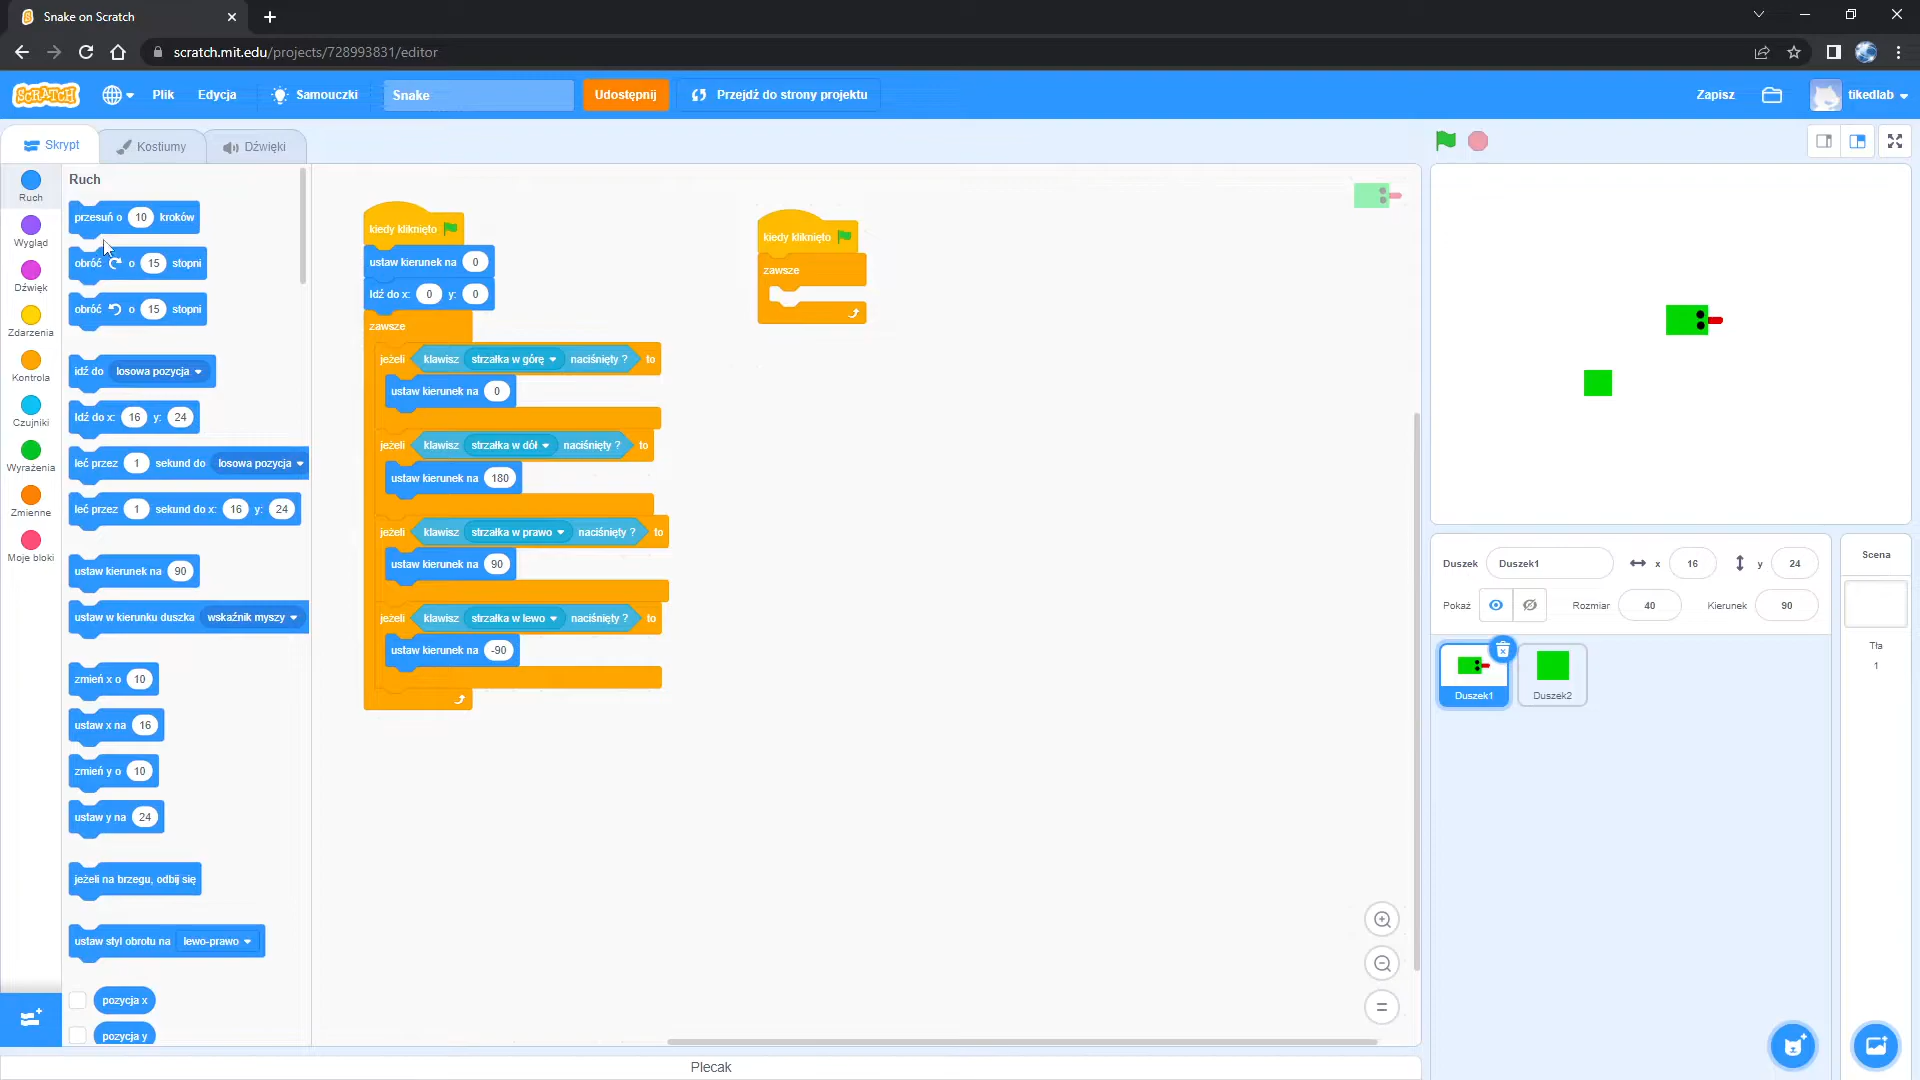 Snake on Scratch
scratch.mit.edu/projects/728993831/editor
SCRATCH
Plik
Edycja
Samouczki
Snake
Udostępnij
Przejdź do strony projektu
Zapisz
tikedlab
Skrypt
Kostiumy
Dźwięki
Ruch
Wygląd
Dźwięk
Zdarzenia
Kontrola
Czujniki
Wyrażenia
Zmienne
Moje bloki
Ruch
przesuń o 10 kroków
obróć o 15 stopni
obróć o 15 stopni
idź do losowa pozycja
Idź do x: 16 y: 24
leć przez 1 sekund do losowa pozycja
leć przez 1 sekund do x: 16 y: 24
ustaw kierunek na 90
ustaw w kierunku duszka wskaźnik myszy
zmień x o 10
ustaw x na 16
zmień y o 10
ustaw y na 24
jeżeli na brzegu, odbij się
ustaw styl obrotu na lewo-prawo
pozycja x
pozycja y
kiedy kliknięto
ustaw kierunek na 0
Idź do x: 0 y: 0
zawsze
jeżeli klawisz strzałka w górę naciśnięty ? to
ustaw kierunek na 0
jeżeli klawisz strzałka w dół naciśnięty ? to
ustaw kierunek na 180
jeżeli klawisz strzałka w prawo naciśnięty ? to
ustaw kierunek na 90
jeżeli klawisz strzałka w lewo naciśnięty ? to
ustaw kierunek na -90
kiedy kliknięto
zawsze
Duszek Duszek1 x 16 y 24
Pokaż Rozmiar 40 Kierunek 90
Duszek1
Duszek2
Scena
Tła
1
Plecak